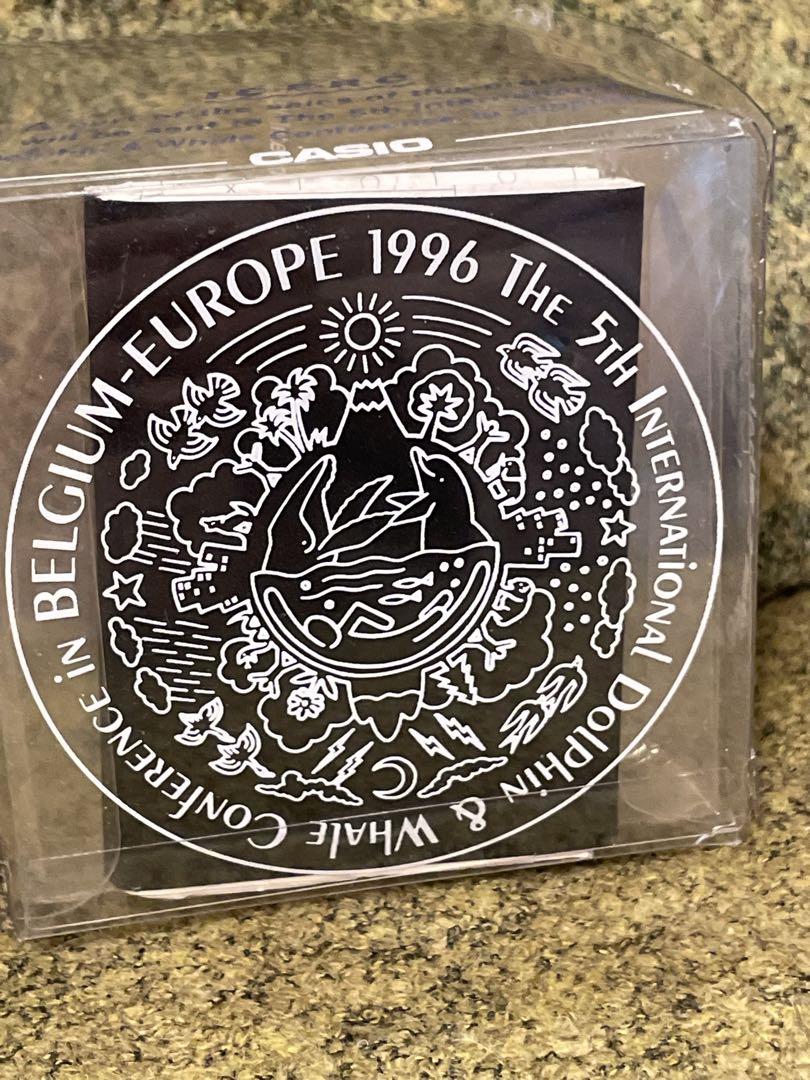 I.C.E.R.C.
CASIO
BELGIUM-EUROPE 1996 THE 5TH INTERNATIONAL DOLPHIN & WHALE CONFERENCE IN